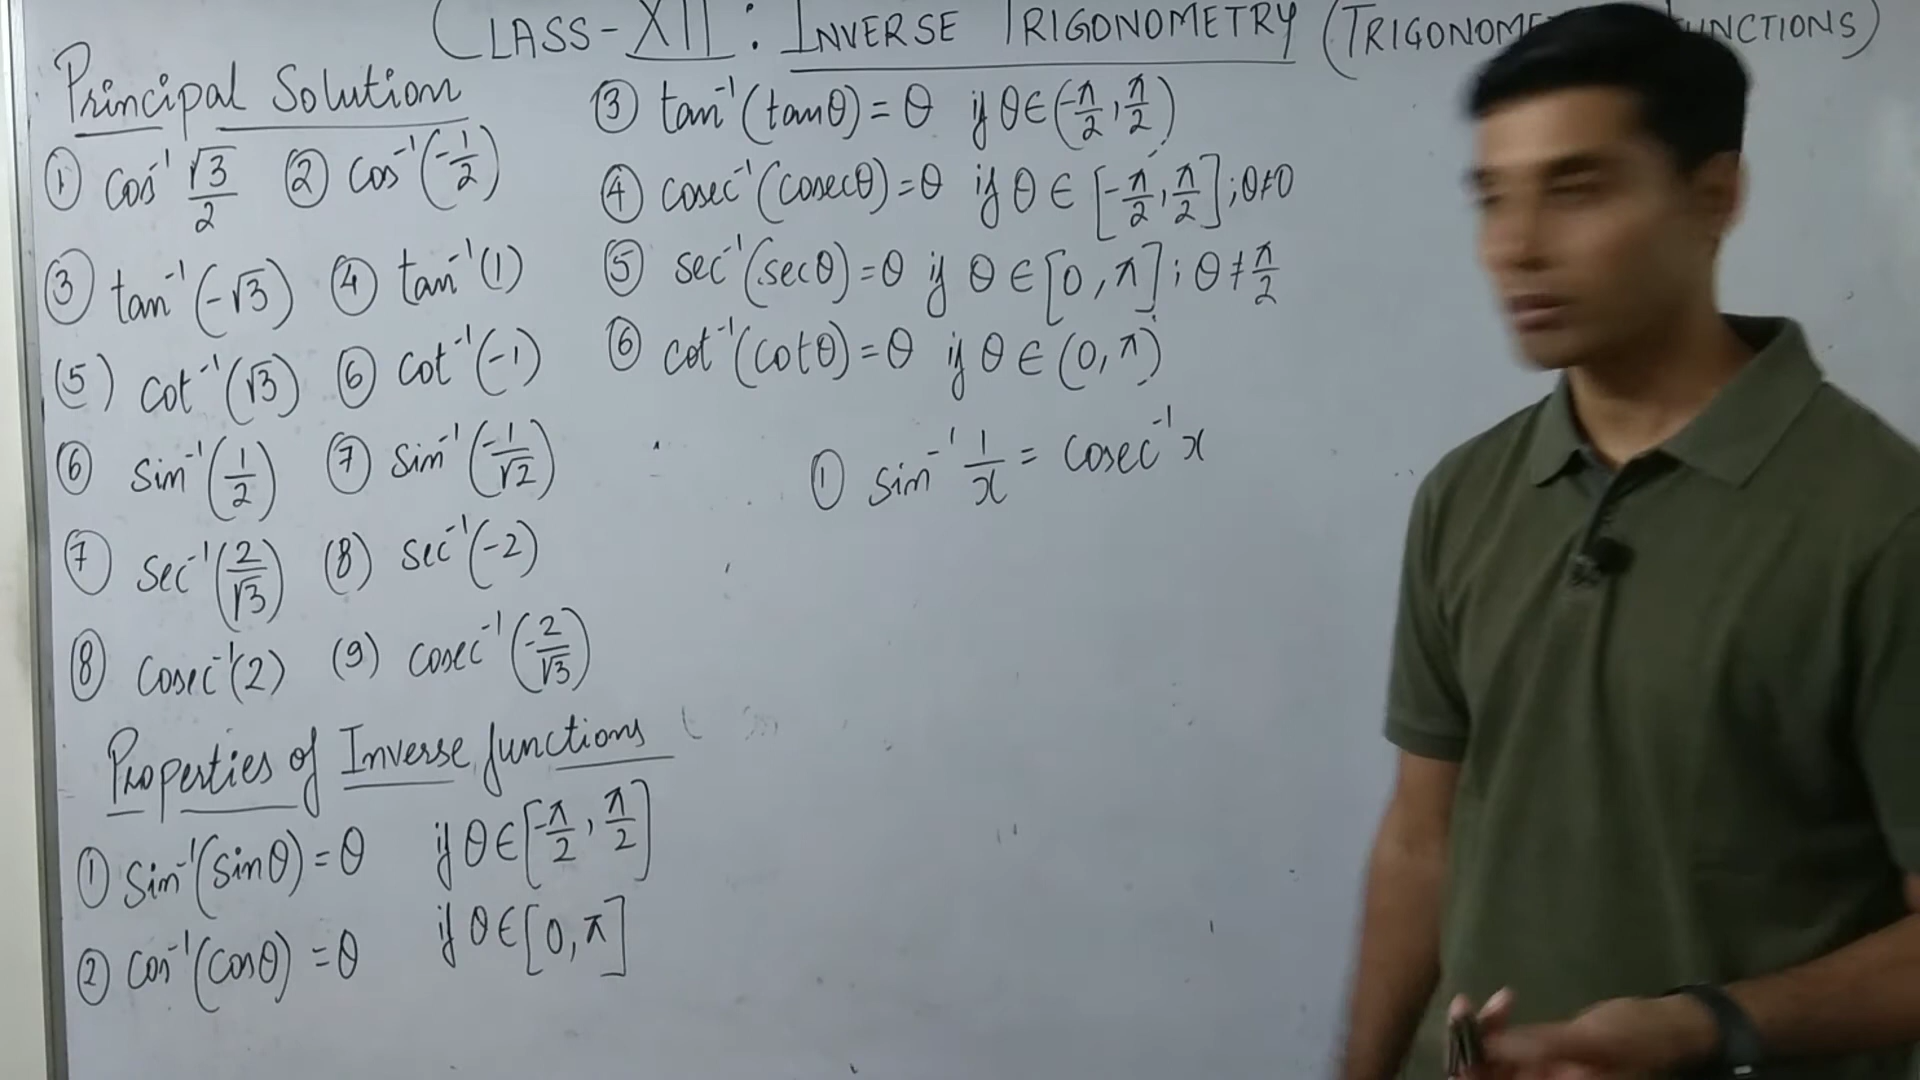 CLASS-XII : INVERSE TRIGONOMETRY (TRIGONOM UNCTIONS)
Principal Solution
① cos⁻¹ √3/2 ② cos⁻¹(-1/2)
③ tan⁻¹(-√3) ④ tan⁻¹(1)
(5) cot⁻¹(√3) ⑥ cot⁻¹(-1)
⑥ sin⁻¹(1/2) ⑦ sin⁻¹(-1/√2)
⑦ sec⁻¹(2/√3) (8) sec⁻¹(-2)
⑧ cosec⁻¹(2) (9) cosec⁻¹(-2/√3)
Properties of Inverse functions
① sin⁻¹(sinθ) = θ if θ∈[-π/2, π/2]
② cos⁻¹(cosθ) = θ if θ∈[0, π]
③ tan⁻¹(tanθ) = θ if θ∈(-π/2, π/2)
④ cosec⁻¹(cosecθ) = θ if θ∈[-π/2, π/2]; θ≠0
⑤ sec⁻¹(secθ) = θ if θ∈[0, π]; θ≠π/2
⑥ cot⁻¹(cotθ) = θ if θ∈(0, π)
① sin⁻¹ 1/x = cosec⁻¹x